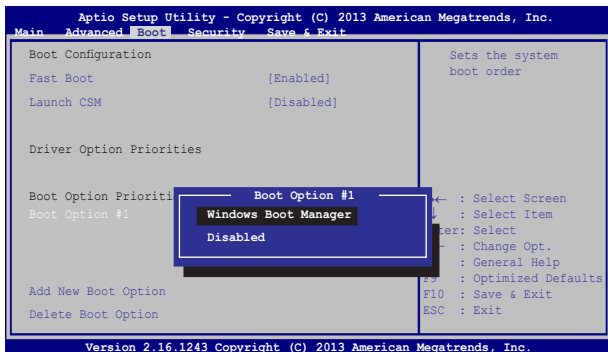 Aptio Setup Utility - Copyright (C) 2013 American Megatrends, Inc.
Main Advanced Boot Security Save & Exit
Boot Configuration
Fast Boot [Enabled]
Launch CSM [Disabled]
Driver Option Priorities
Boot Option
Boot Option #1
Add New Boot Option
Delete Boot Option
Boot Option #1
Windows Boot Manager
Disabled
Sets the system
boot order
: Select Screen
: Select Item
: Select
: Change Opt.
: General Help
F9 : Optimized Defaults
F10 : Save & Exit
ESC : Exit
Version 2.16.1243 Copyright (C) 2013 American Megatrends, Inc.